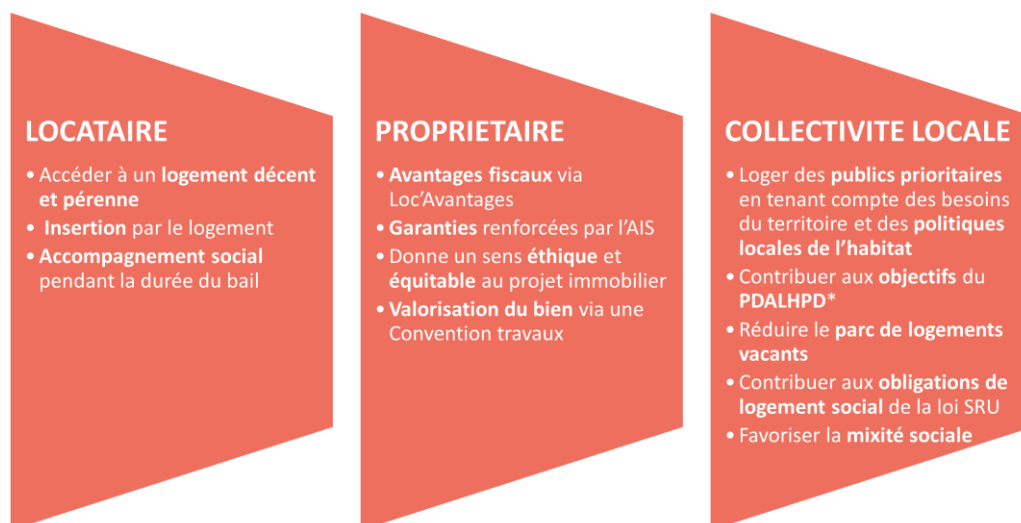 LOCATAIRE
• Accéder à un logement décent
et pérenne
• Insertion par le logement
• Accompagnement social
pendant la durée du bail
PROPRIETAIRE
• Avantages fiscaux via
Loc’Avantages
• Garanties renforcées par l’AIS
• Donne un sens éthique et
équitable au projet immobilier
• Valorisation du bien via une
Convention travaux
COLLECTIVITE LOCALE
• Loger des publics prioritaires
en tenant compte des besoins
du territoire et des politiques
locales de l’habitat
• Contribuer aux objectifs du
PDALHPD*
• Réduire le parc de logements
vacants
• Contribuer aux obligations de
logement social de la loi SRU
• Favoriser la mixité sociale